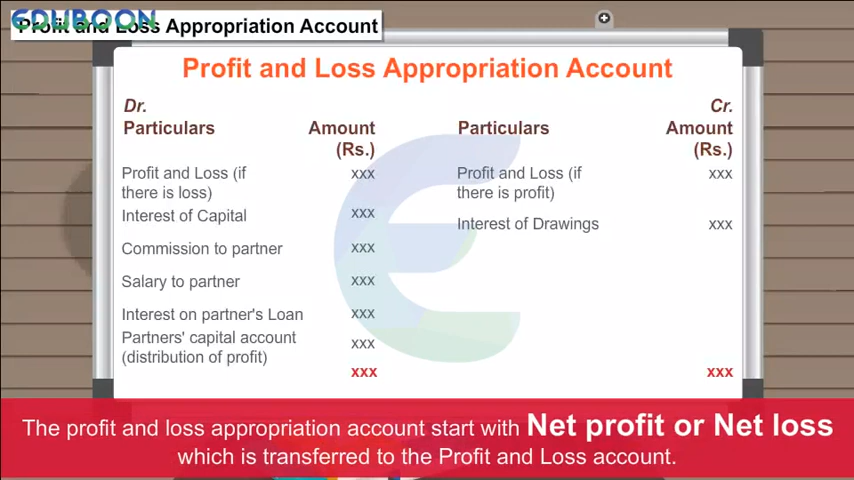 EDUBOON
Profit and Loss Appropriation Account
Profit and Loss Appropriation Account
Dr. Cr.
Particulars Amount Particulars Amount
(Rs.) (Rs.)
Profit and Loss (if xxx Profit and Loss (if xxx
there is loss) there is profit)
Interest of Capital xxx Interest of Drawings xxx
Commission to partner xxx
Salary to partner xxx
Interest on partner's Loan xxx
Partners' capital account xxx
(distribution of profit)
xxx xxx
The profit and loss appropriation account start with Net profit or Net loss
which is transferred to the Profit and Loss account.